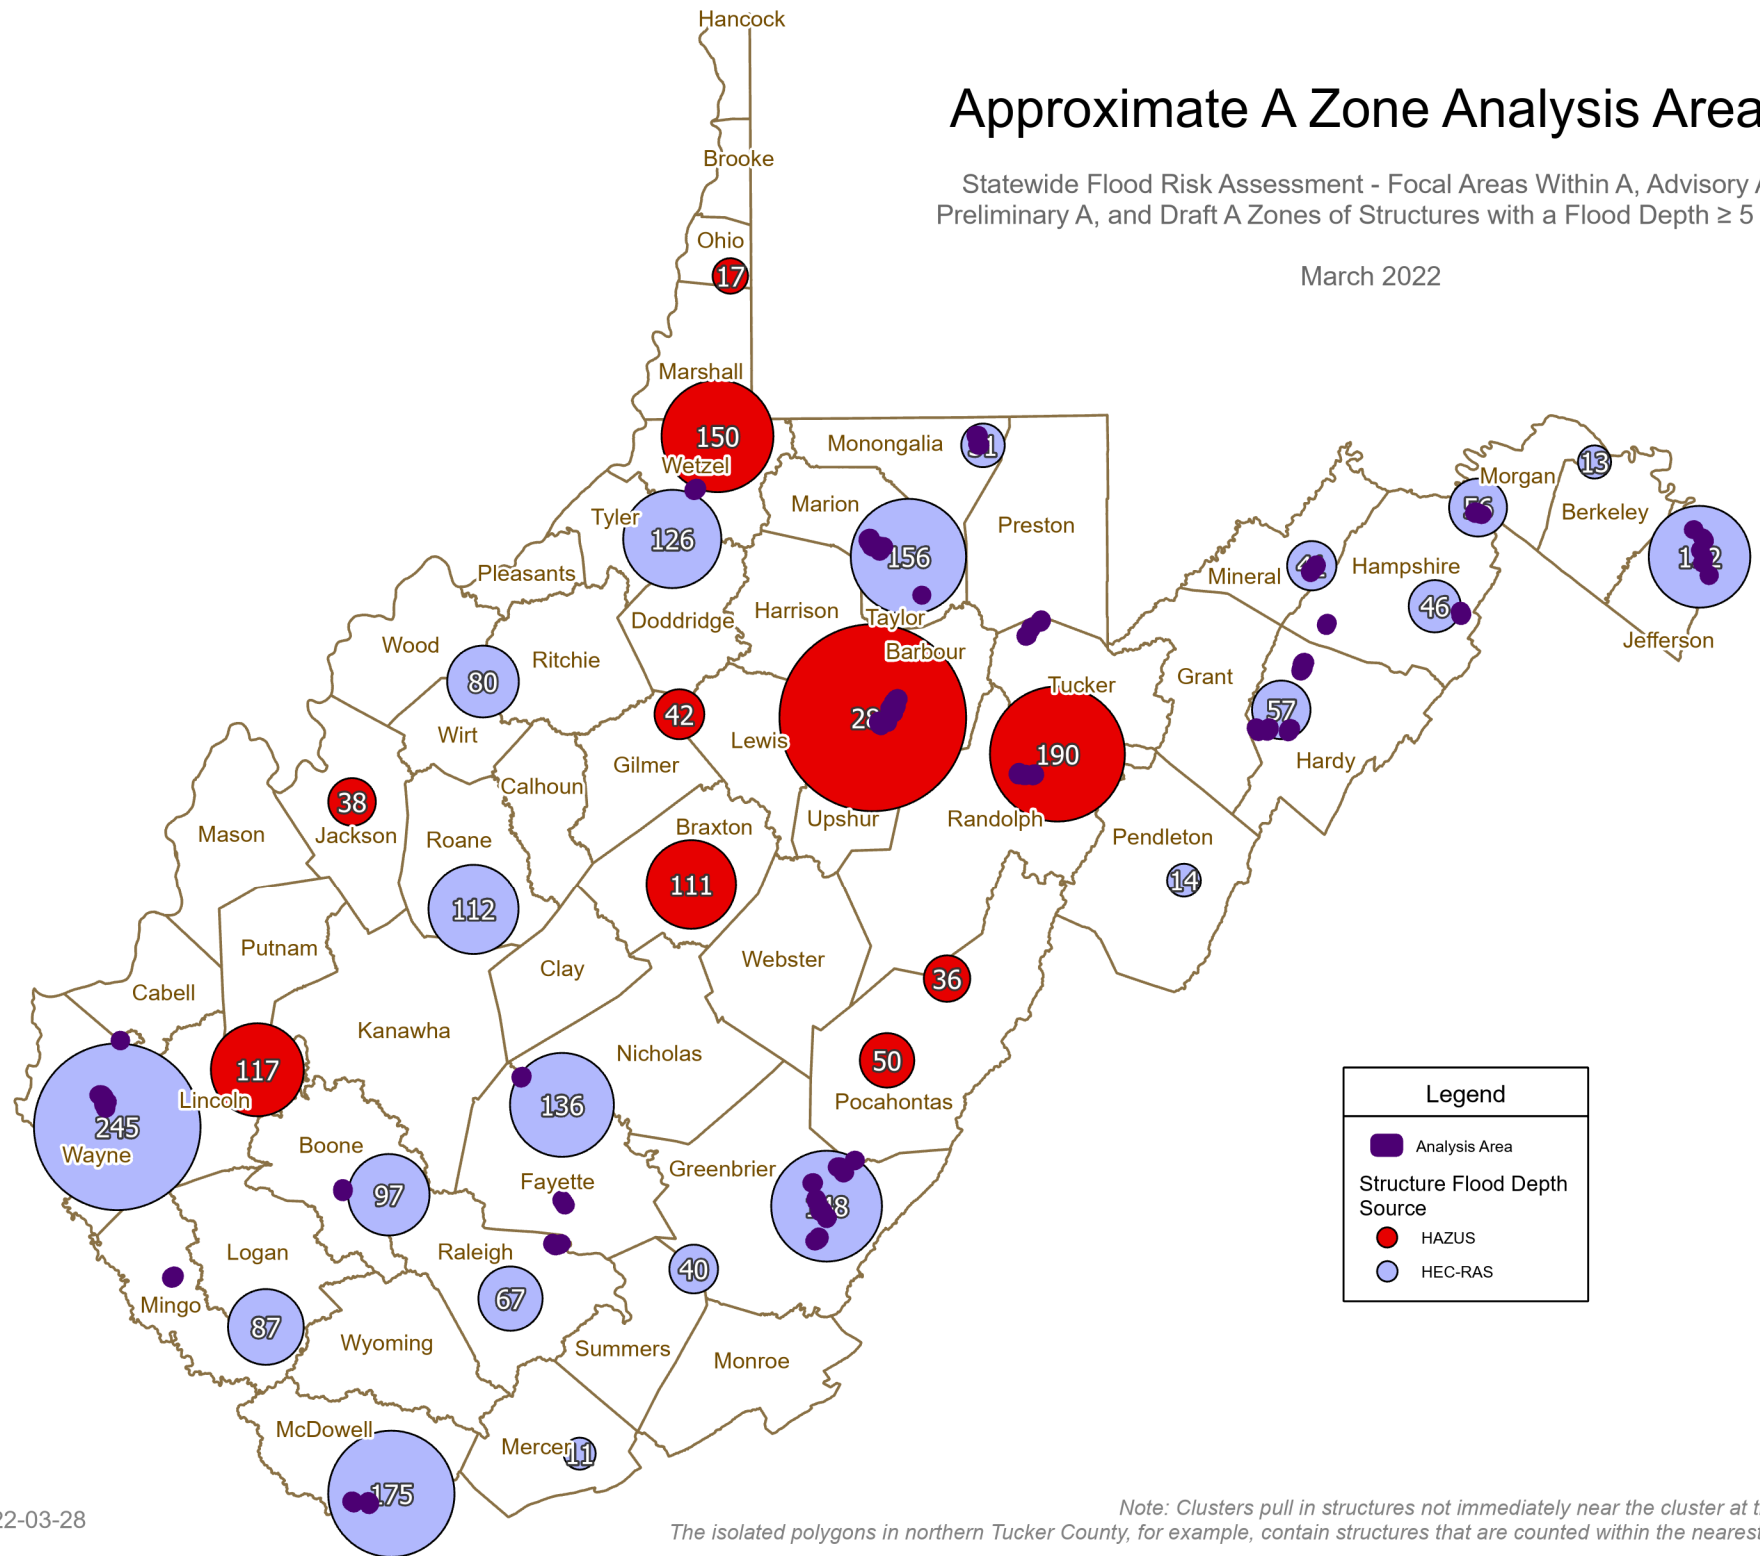 Hancock
Approximate A Zone Analysis Area
Brooke
Statewide Flood Risk Assessment - Focal Areas Within A, Advisory
Preliminary A, and Draft A Zones of Structures with a Flood Depth ≥ 5
Ohio
17
March 2022
Marshall
150
Wetzel
Monongalia
Marion
Tyler
126
156
Preston
Morgan
13
Berkeley
Mineral
Hampshire
46
Jefferson
Pleasants
Harrison
Taylor
Doddridge
Barbour
Wood
Ritchie
80
Tucker
Grant
42
57
Wirt
Lewis
190
Gilmer
Hardy
Calhoun
38
Jackson
Mason
Roane
Braxton
Upshur
Randolph
Pendleton
111
14
112
Putnam
Clay
Webster
36
Cabell
Kanawha
Nicholas
50
117
Lincoln
136
Pocahontas
245
Wayne
Boone
Fayette
Greenbrier
97
Logan
Raleigh
40
Mingo
67
87
Wyoming
Summers
Monroe
McDowell
Mercer
11
175
Legend
Analysis Area
Structure Flood Depth
Source
HAZUS
HEC-RAS
22-03-28
Note: Clusters pull in structures not immediately near the cluster at
The isolated polygons in northern Tucker County, for example, contain structures that are counted within the nearest